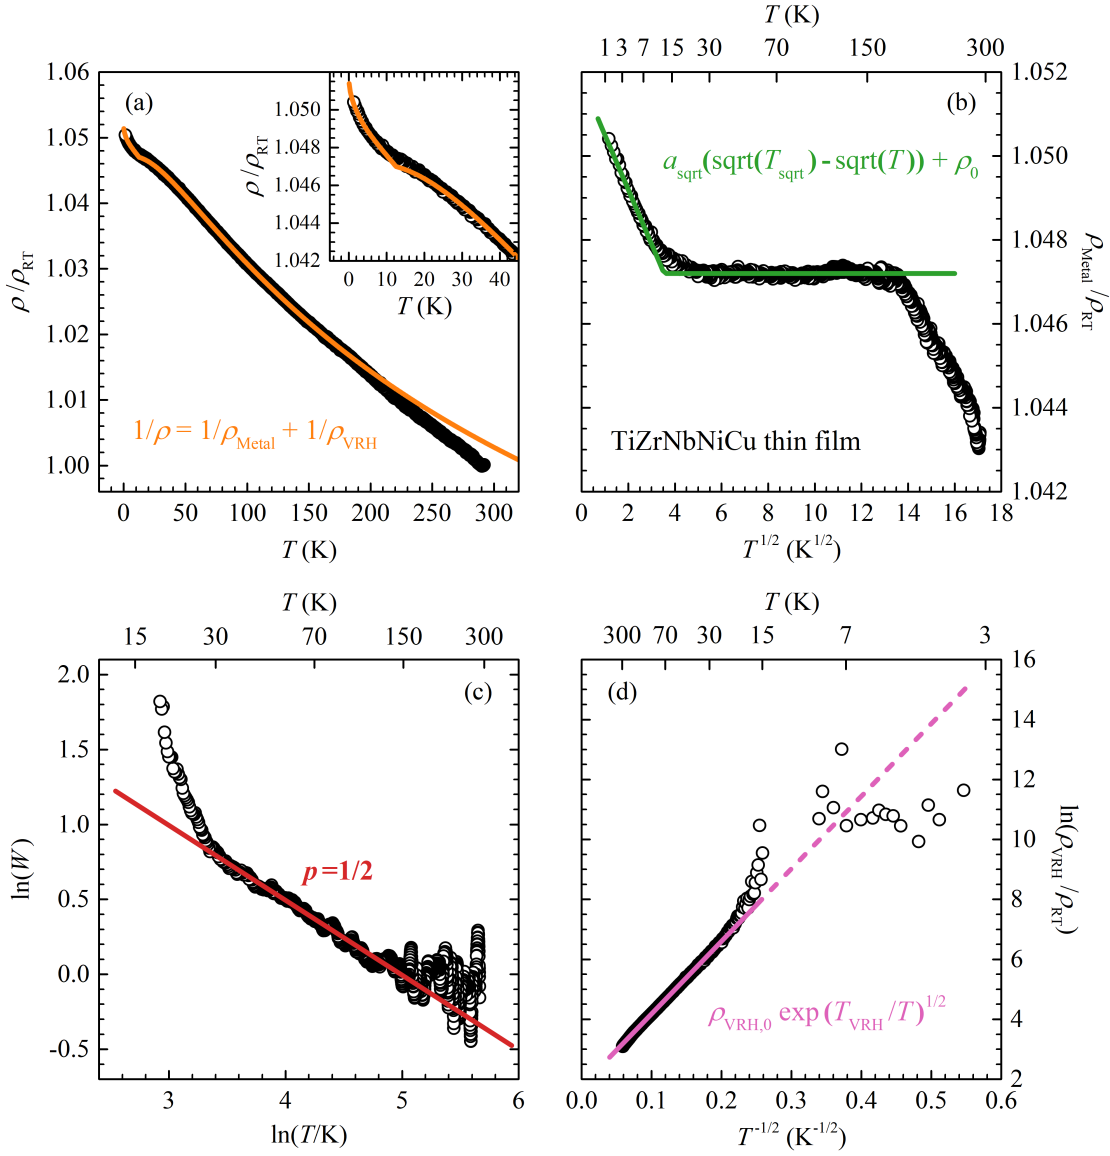 (a)
1.06
1.05
1.04
1.03
1.02
1.01
1.00
ρ/ρRT
0 50 100 150 200 250 300
T (K)
1/ρ = 1/ρMetal + 1/ρVRH
1.050
1.048
1.046
1.044
1.042
ρ/ρRT
0 10 20 30 40
T (K)
T (K)
1 3 7 15 30 70 150 300
(b)
1.052
1.050
1.048
1.046
1.044
1.042
ρMetal/ρRT
asqrt(sqrt(Tsqrt)-sqrt(T)) + ρ0
TiZrNbNiCu thin film
0 2 4 6 8 10 12 14 16 18
T^1/2 (K^1/2)
T (K)
15 30 70 150 300
(c)
2.0
1.5
1.0
0.5
0.0
-0.5
ln(W)
p=1/2
3 4 5 6
ln(T/K)
T (K)
300 70 30 15 7 3
(d)
16
14
12
10
8
6
4
2
ln(ρVRH/ρRT)
ρVRH,0 exp(TVRH/T)^1/2
0.0 0.1 0.2 0.3 0.4 0.5 0.6
T^-1/2 (K^-1/2)